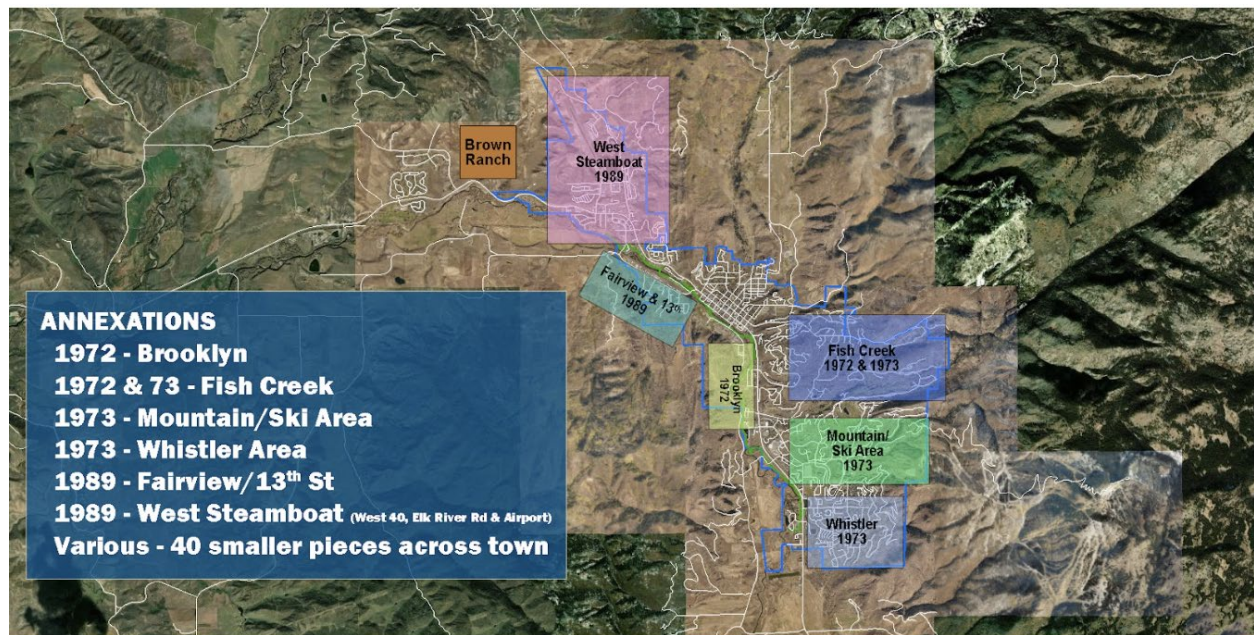 Brown
Ranch
West
Steamboat
1989
Fairview & 13th
1989
Brooklyn
1972
Fish Creek
1972 & 1973
Mountain/
Ski Area
1973
Whistler
1973
ANNEXATIONS
1972 - Brooklyn
1972 & 73 - Fish Creek
1973 - Mountain/Ski Area
1973 - Whistler Area
1989 - Fairview/13th St
1989 - West Steamboat (West 40, Elk River Rd & Airport)
Various - 40 smaller pieces across town